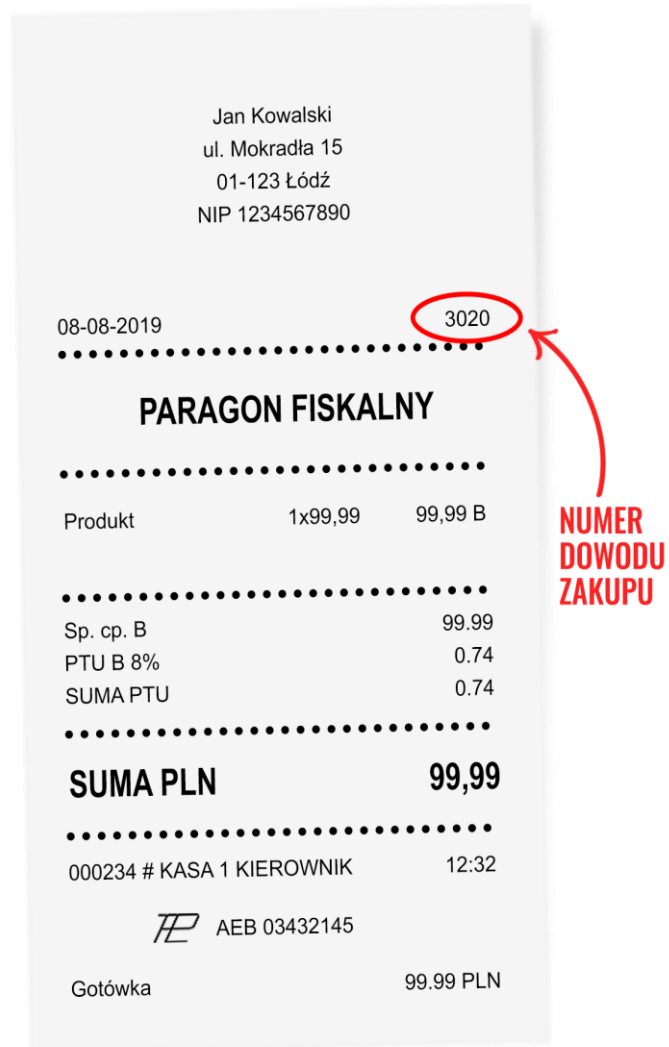 Jan Kowalski
ul. Mokradła 15
01-123 Łódź
NIP 1234567890
08-08-2019 3020
PARAGON FISKALNY
Produkt 1x99,99 99,99 B
NUMER
DOWODU
ZAKUPU
Sp. cp. B 99.99
PTU B 8% 0.74
SUMA PTU 0.74
SUMA PLN 99,99
000234 # KASA 1 KIEROWNIK 12:32
AEB 03432145
Gotówka 99.99 PLN